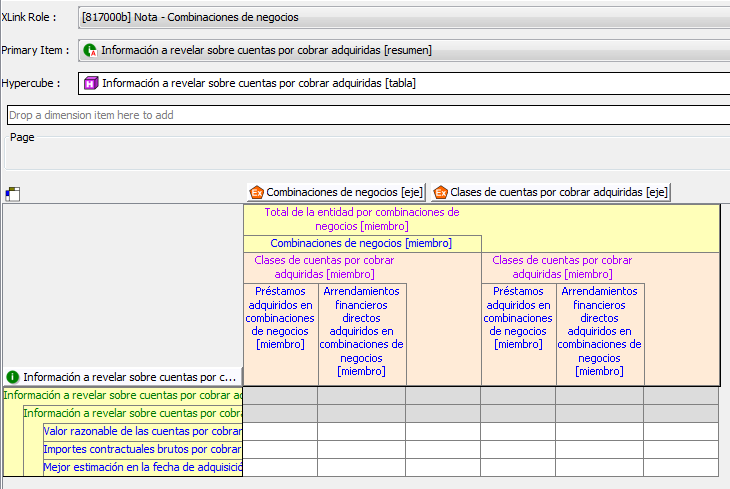 XLink Role : [817000b] Nota - Combinaciones de negocios
Primary Item : Información a revelar sobre cuentas por cobrar adquiridas [resumen]
Hypercube : Información a revelar sobre cuentas por cobrar adquiridas [tabla]
Drop a dimension item here to add
Page
Combinaciones de negocios [eje] Clases de cuentas por cobrar adquiridas [eje]
Total de la entidad por combinaciones de
negocios [miembro]
Combinaciones de negocios [miembro]
Clases de cuentas por cobrar
adquiridas [miembro]
Clases de cuentas por cobrar
adquiridas [miembro]
Préstamos
adquiridos en
combinaciones
de negocios
[miembro]
Arrendamientos
financieros
directos
adquiridos en
combinaciones de
negocios
[miembro]
Préstamos
adquiridos en
combinaciones
de negocios
[miembro]
Arrendamientos
financieros
directos
adquiridos en
combinaciones de
negocios
[miembro]
Información a revelar sobre cuentas por c...
Información a revelar sobre cuentas por cobrar ad
Información a revelar sobre cuentas por cobra
Valor razonable de las cuentas por cobrar
Importes contractuales brutos por cobrar
Mejor estimación en la fecha de adquisició